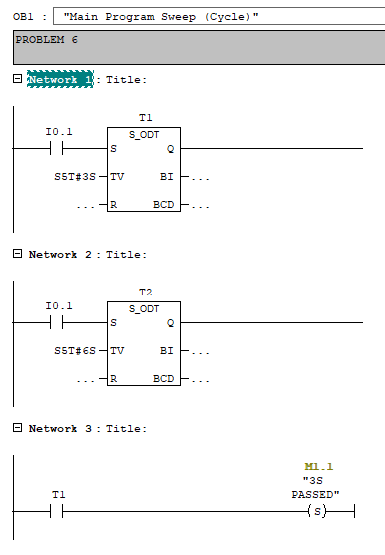 OB1 : "Main Program Sweep (Cycle)"
PROBLEM 6
Network 1: Title:
T1
I0.1 S_ODT
S Q
S5T#3S TV BI ...
... R BCD ...
Network 2: Title:
T2
I0.1 S_ODT
S Q
S5T#6S TV BI ...
... R BCD ...
Network 3: Title:
M1.1
"3S
T1 PASSED"
(S)